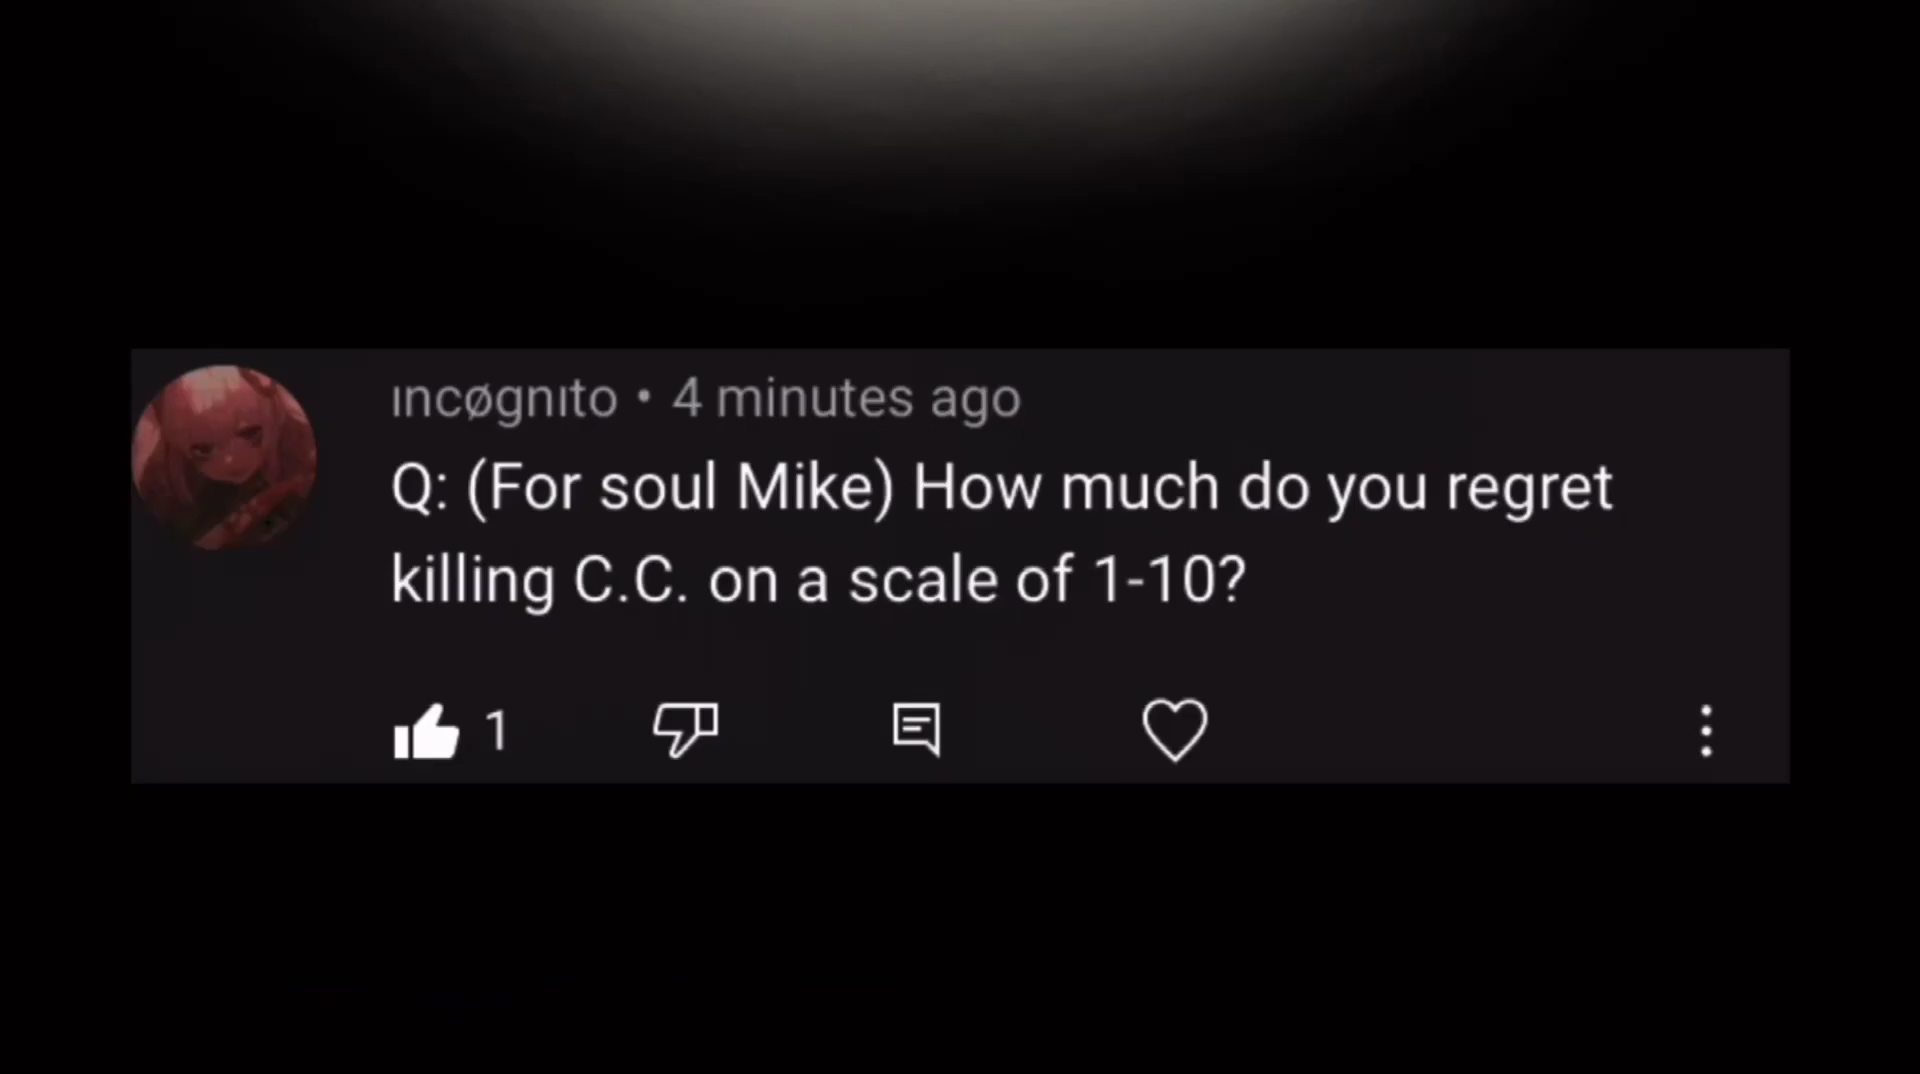 ıncøgnıto • 4 minutes ago
Q: (For soul Mike) How much do you regret
killing C.C. on a scale of 1-10?
1